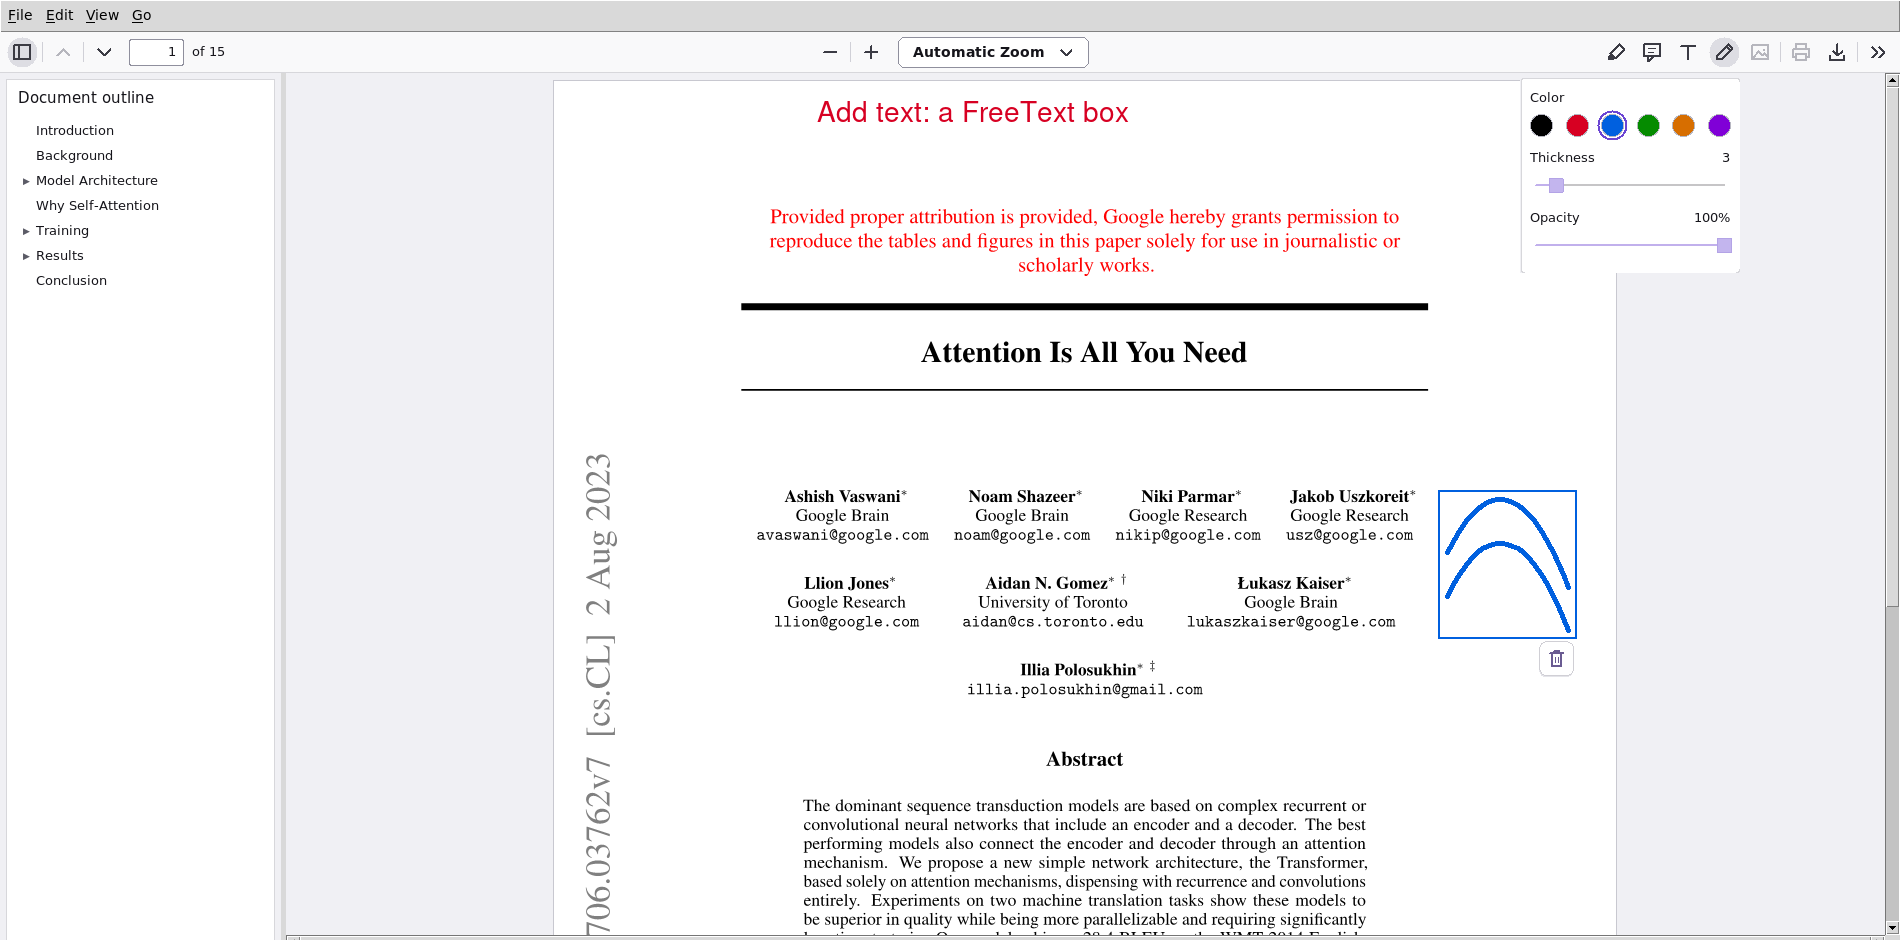 File Edit View Go
1 of 15
Automatic Zoom
Document outline
Introduction
Background
Model Architecture
Why Self-Attention
Training
Results
Conclusion
Color
Thickness 3
Opacity 100%
Add text: a FreeText box
Provided proper attribution is provided, Google hereby grants permission to
reproduce the tables and figures in this paper solely for use in journalistic or
scholarly works.
Attention Is All You Need
706.03762v7 [cs.CL] 2 Aug 2023
Ashish Vaswani* Noam Shazeer* Niki Parmar* Jakob Uszkoreit*
Google Brain Google Brain Google Research Google Research
avaswani@google.com noam@google.com nikip@google.com usz@google.com
Llion Jones* Aidan N. Gomez* † Łukasz Kaiser*
Google Research University of Toronto Google Brain
llion@google.com aidan@cs.toronto.edu lukaszkaiser@google.com
Illia Polosukhin* ‡
illia.polosukhin@gmail.com
Abstract
The dominant sequence transduction models are based on complex recurrent or
convolutional neural networks that include an encoder and a decoder. The best
performing models also connect the encoder and decoder through an attention
mechanism. We propose a new simple network architecture, the Transformer,
based solely on attention mechanisms, dispensing with recurrence and convolutions
entirely. Experiments on two machine translation tasks show these models to
be superior in quality while being more parallelizable and requiring significantly